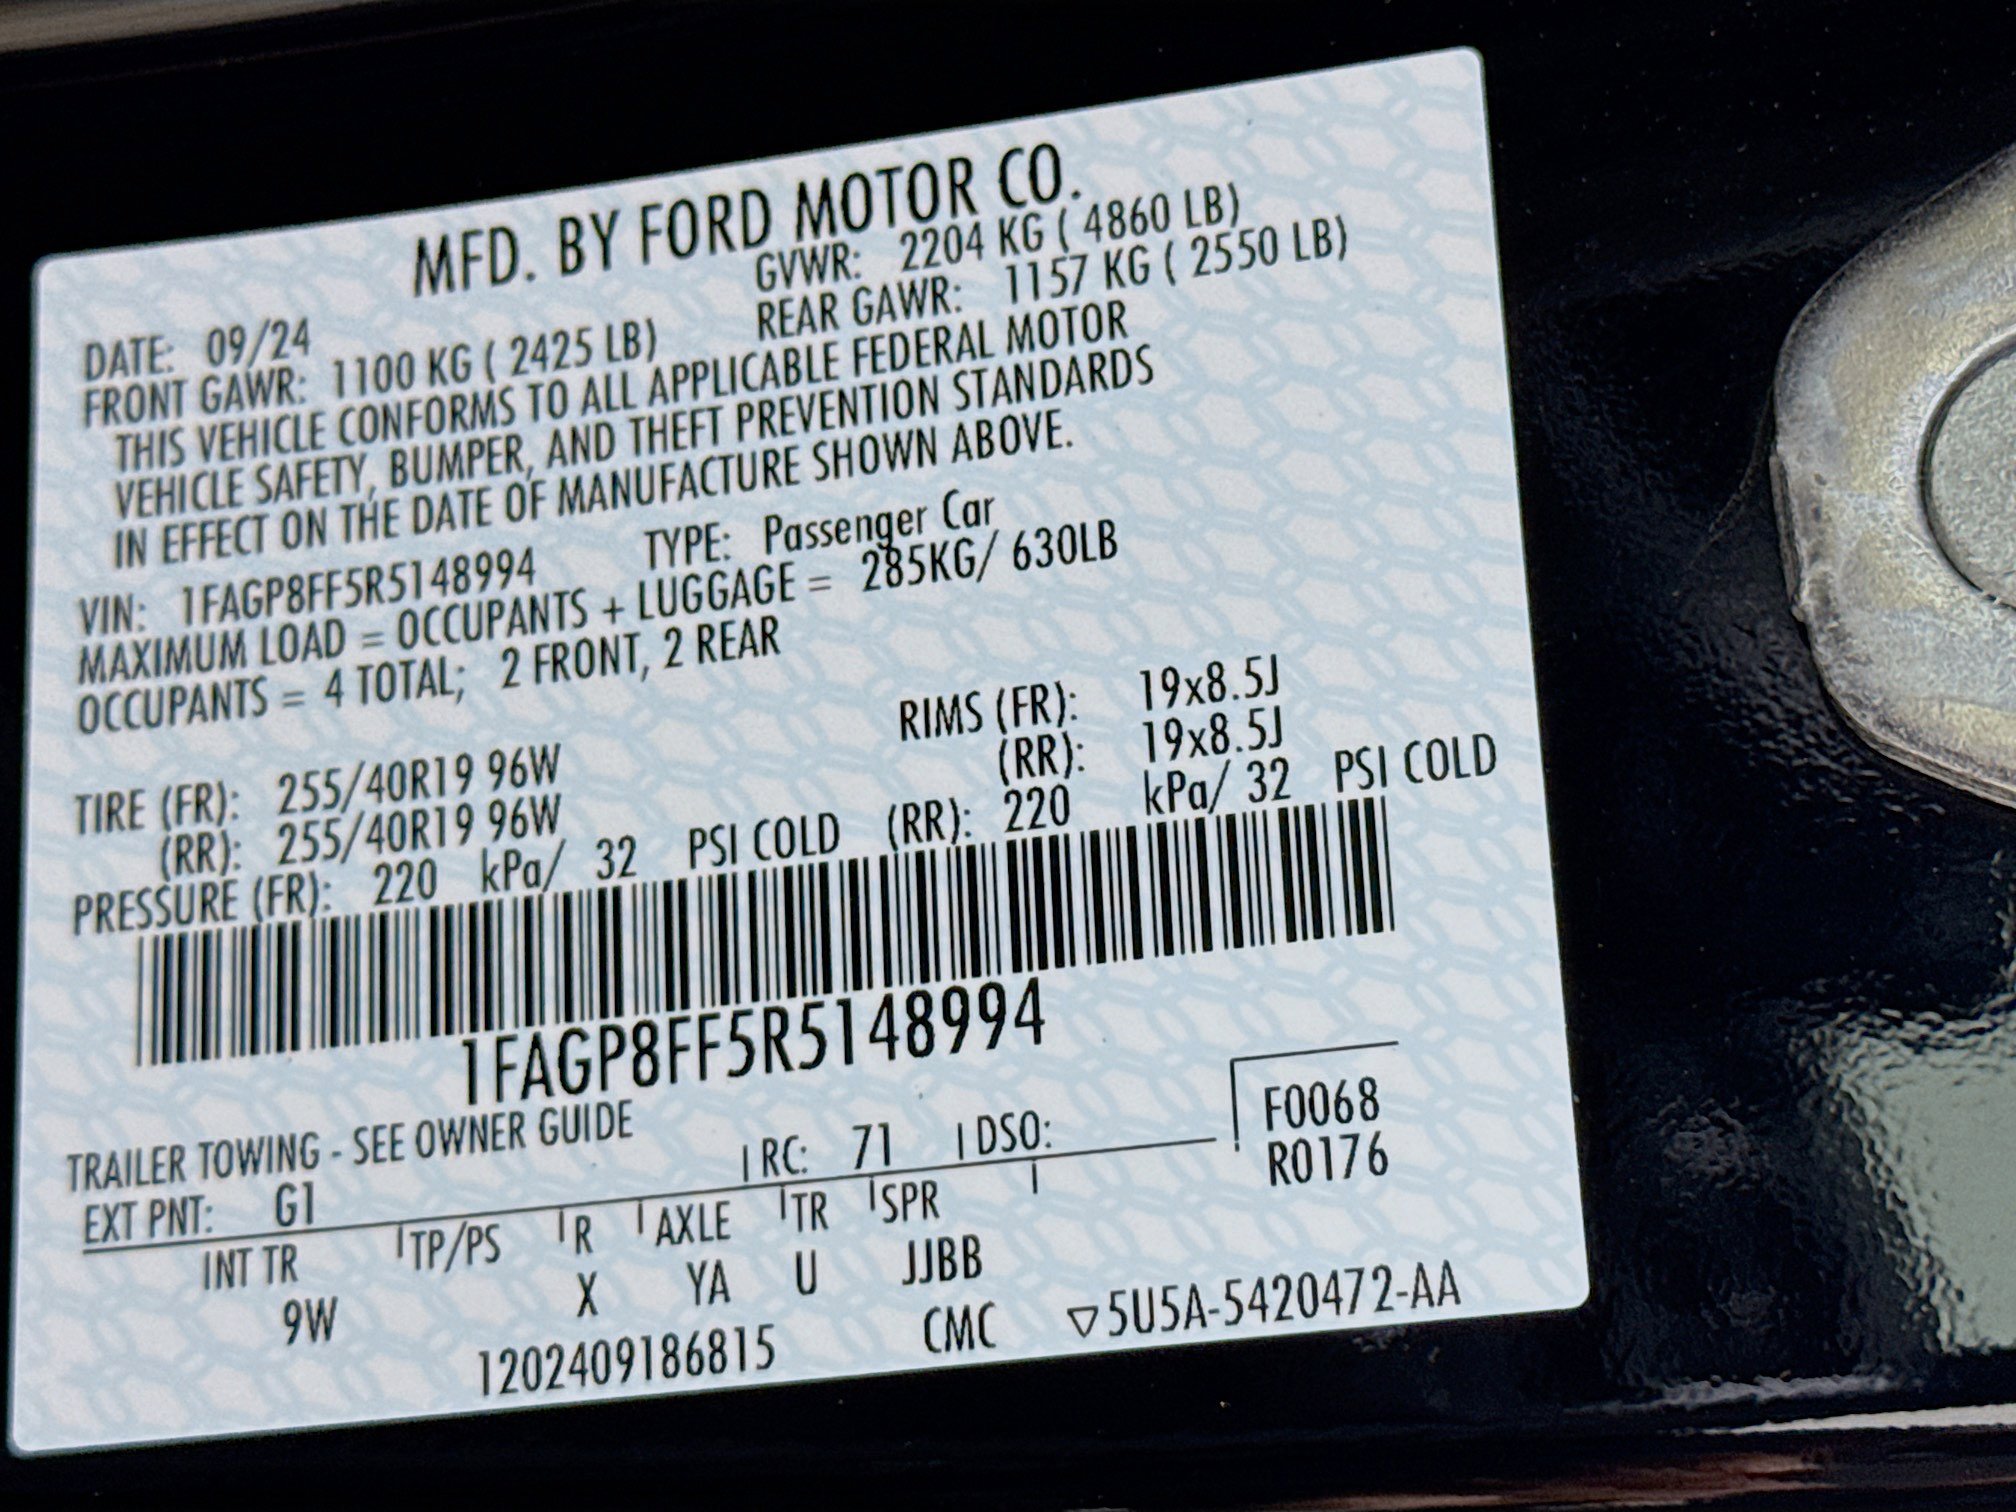 MFD. BY FORD MOTOR CO.
DATE: 09/24 GVWR: 2204 KG ( 4860 LB)
FRONT GAWR: 1100 KG ( 2425 LB) REAR GAWR: 1157 KG ( 2550 LB)
THIS VEHICLE CONFORMS TO ALL APPLICABLE FEDERAL MOTOR
VEHICLE SAFETY, BUMPER, AND THEFT PREVENTION STANDARDS
IN EFFECT ON THE DATE OF MANUFACTURE SHOWN ABOVE.
VIN: 1FAGP8FF5R5148994 TYPE: Passenger Car
MAXIMUM LOAD = OCCUPANTS + LUGGAGE = 285KG/ 630LB
OCCUPANTS = 4 TOTAL; 2 FRONT, 2 REAR
TIRE (FR): 255/40R19 96W RIMS (FR): 19x8.5J
(RR): 255/40R19 96W (RR): 19x8.5J
PRESSURE (FR): 220 kPa/ 32 PSI COLD (RR): 220 kPa/ 32 PSI COLD
1FAGP8FF5R5148994
TRAILER TOWING - SEE OWNER GUIDE
F0068
EXT PNT: G1 RC: 71 DSO:
R0176
INT TR TP/PS R AXLE TR SPR
9W X YA U JJBB
1202409186815 CMC ▽5U5A-5420472-AA